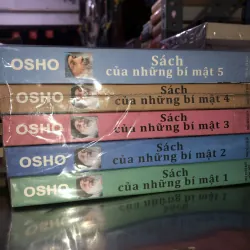 OSHO Sách
của những bí mật 5
OSHO Sách
của những bí mật 4
OSHO Sách
của những bí mật 3
OSHO Sách
của những bí mật 2
OSHO Sách
của những bí mật 1